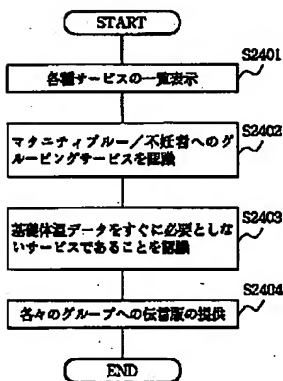 START
S2401
各種サービスの一覧表示
S2402
マタニティブルー／不妊者へのグ
ルーピングサービスを認識
S2403
基礎体温データをすぐに必要としな
いサービスであることを認識
S2404
各々のグループへの伝言版の提供
END